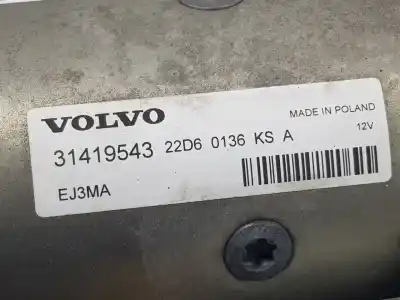 VOLVO
MADE IN POLAND
31419543 22D6 0136 KS A
12V
EJ3MA